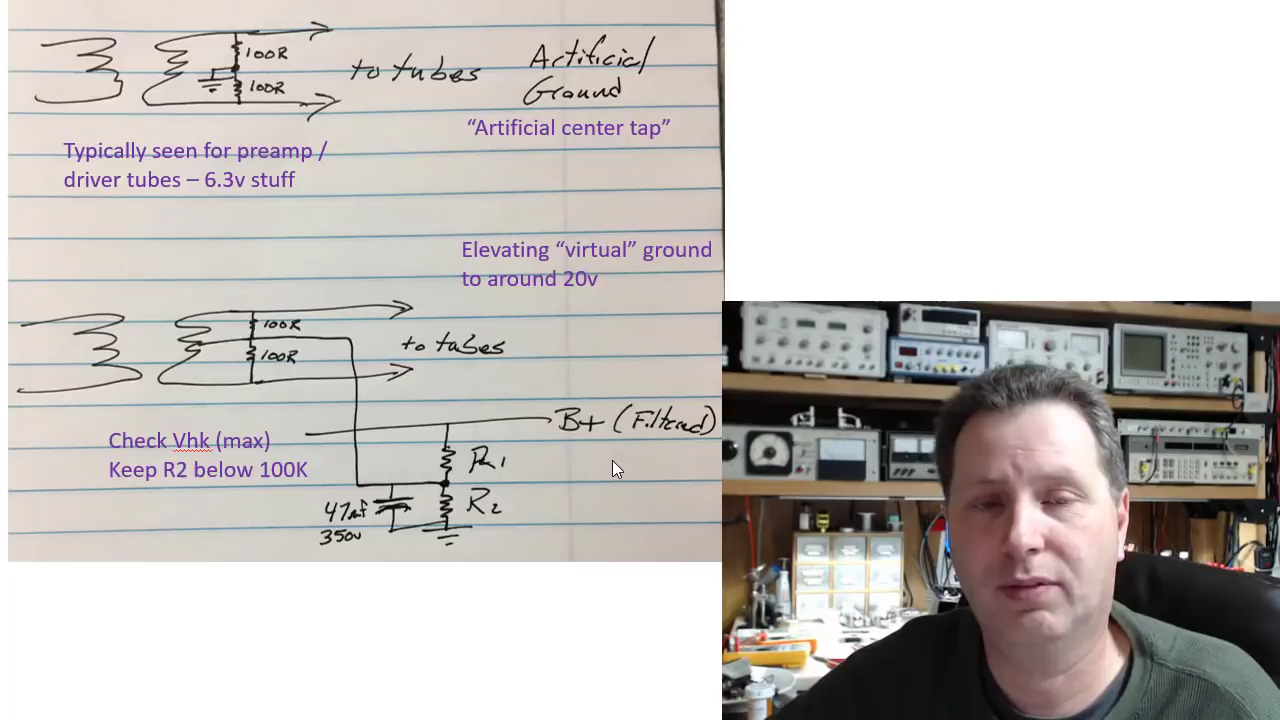 100R
100R
to tubes
Artificial
Ground
"Artificial center tap"
Typically seen for preamp /
driver tubes – 6.3v stuff
Elevating "virtual" ground
to around 20v
100R
100R
to tubes
B+ (Filtered)
Check Vhk (max)
Keep R2 below 100K
R1
R2
47uf
350v